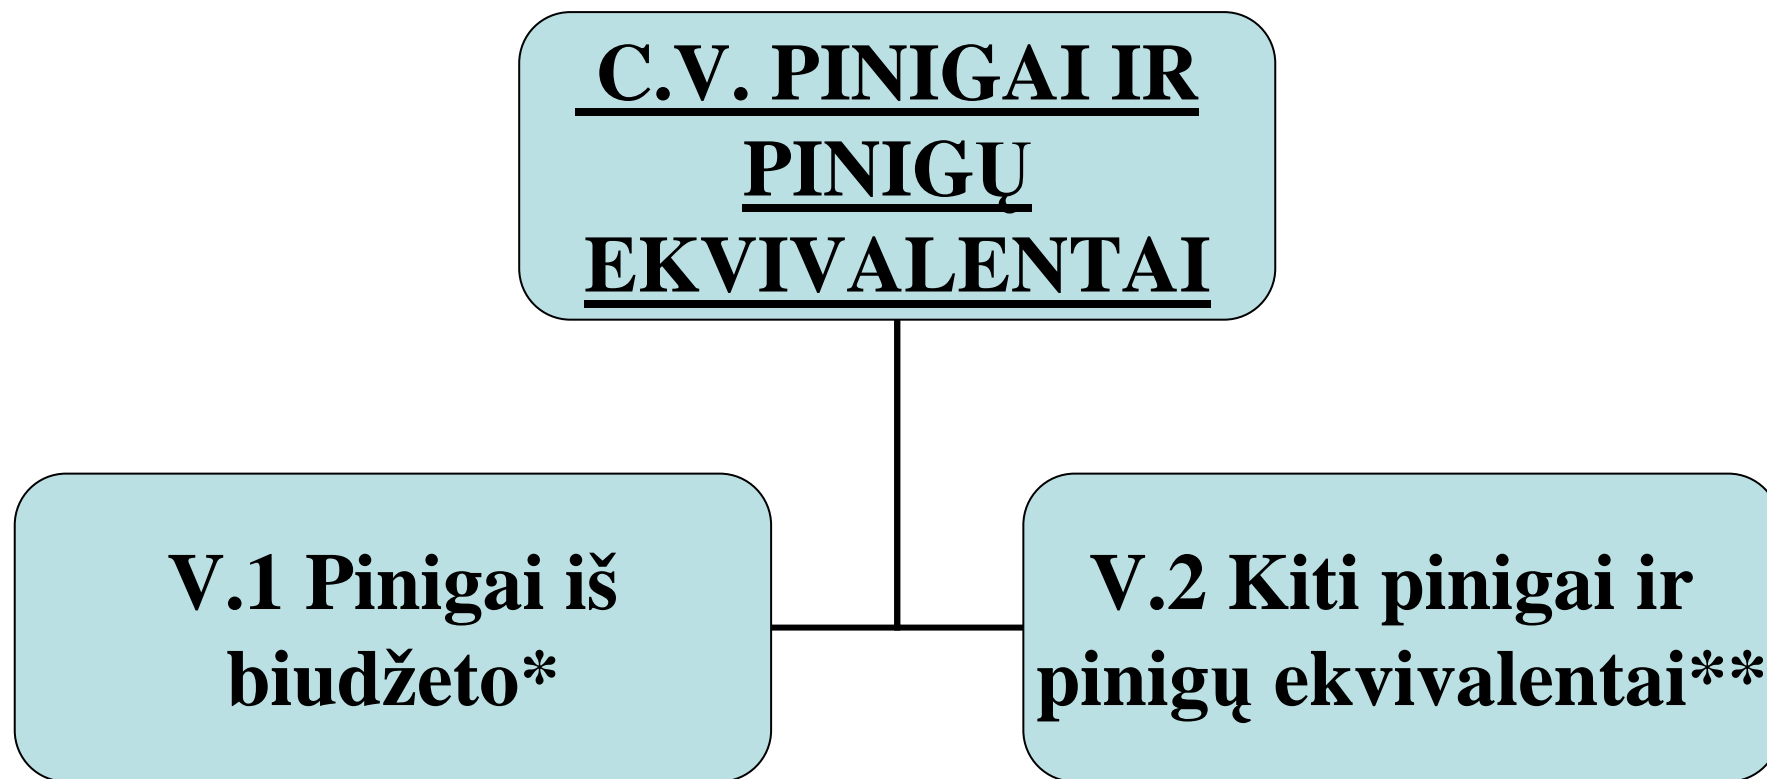 C.V. PINIGAI IR
PINIGŲ
EKVIVALENTAI
V.1 Pinigai iš
biudžeto*
V.2 Kiti pinigai ir
pinigų ekvivalentai**